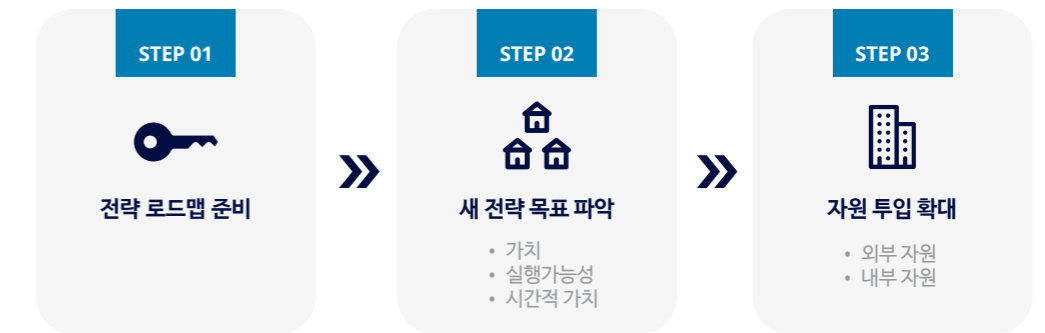 STEP 01
전략 로드맵 준비
STEP 02
새 전략 목표 파악
• 가치
• 실행가능성
• 시간적 가치
STEP 03
자원 투입 확대
• 외부 자원
• 내부 자원